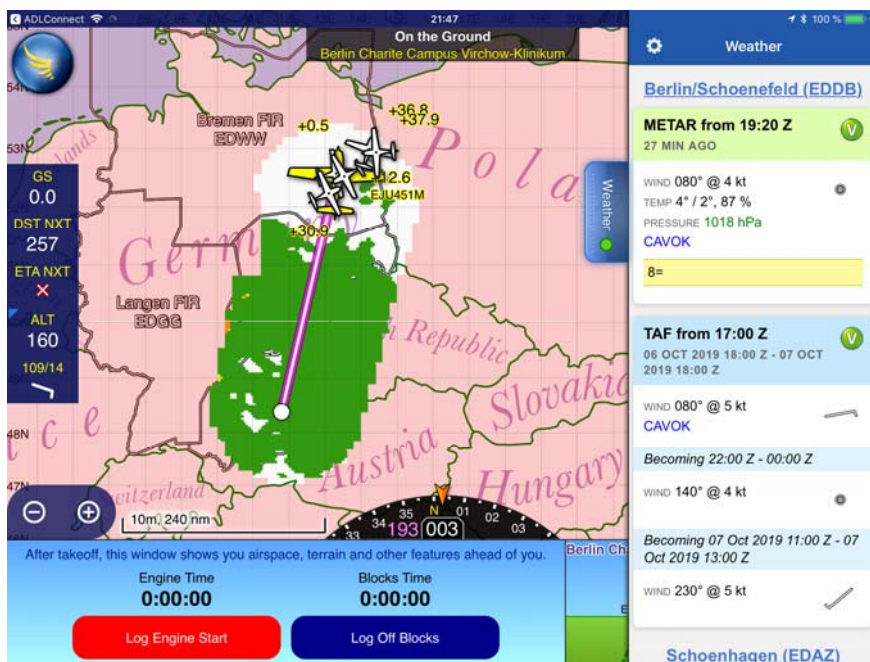 ADLConnect
21:47
100 %
On the Ground
Berlin Charite Campus Virchow-Klinikum
54N
53N
48N
47N
Bremen FIR
EDWW
+0.5
+36.8
+37.9
EJU451M
+30.9
Pola
Germany
Langen FIR
EDGG
Republic
Slovakia
Austria
Hungary
Switzerland
GS
0.0
DST NXT
257
ETA NXT
ALT
160
109/14
10m, 240 nm
33 34 35 N 01 02 03
193 003
After takeoff, this window shows you airspace, terrain and other features ahead of you.
Engine Time
0:00:00
Blocks Time
0:00:00
Log Engine Start
Log Off Blocks
Berlin Cha
Weather
Weather
Berlin/Schoenefeld (EDDB)
METAR from 19:20 Z
V
27 MIN AGO
WIND 080° @ 4 kt
TEMP 4° / 2°, 87 %
PRESSURE 1018 hPa
CAVOK
8=
TAF from 17:00 Z
V
06 OCT 2019 18:00 Z - 07 OCT
2019 18:00 Z
WIND 080° @ 5 kt
CAVOK
Becoming 22:00 Z - 00:00 Z
WIND 140° @ 4 kt
Becoming 07 Oct 2019 11:00 Z - 07
Oct 2019 13:00 Z
WIND 230° @ 5 kt
Schoenhagen (EDAZ)